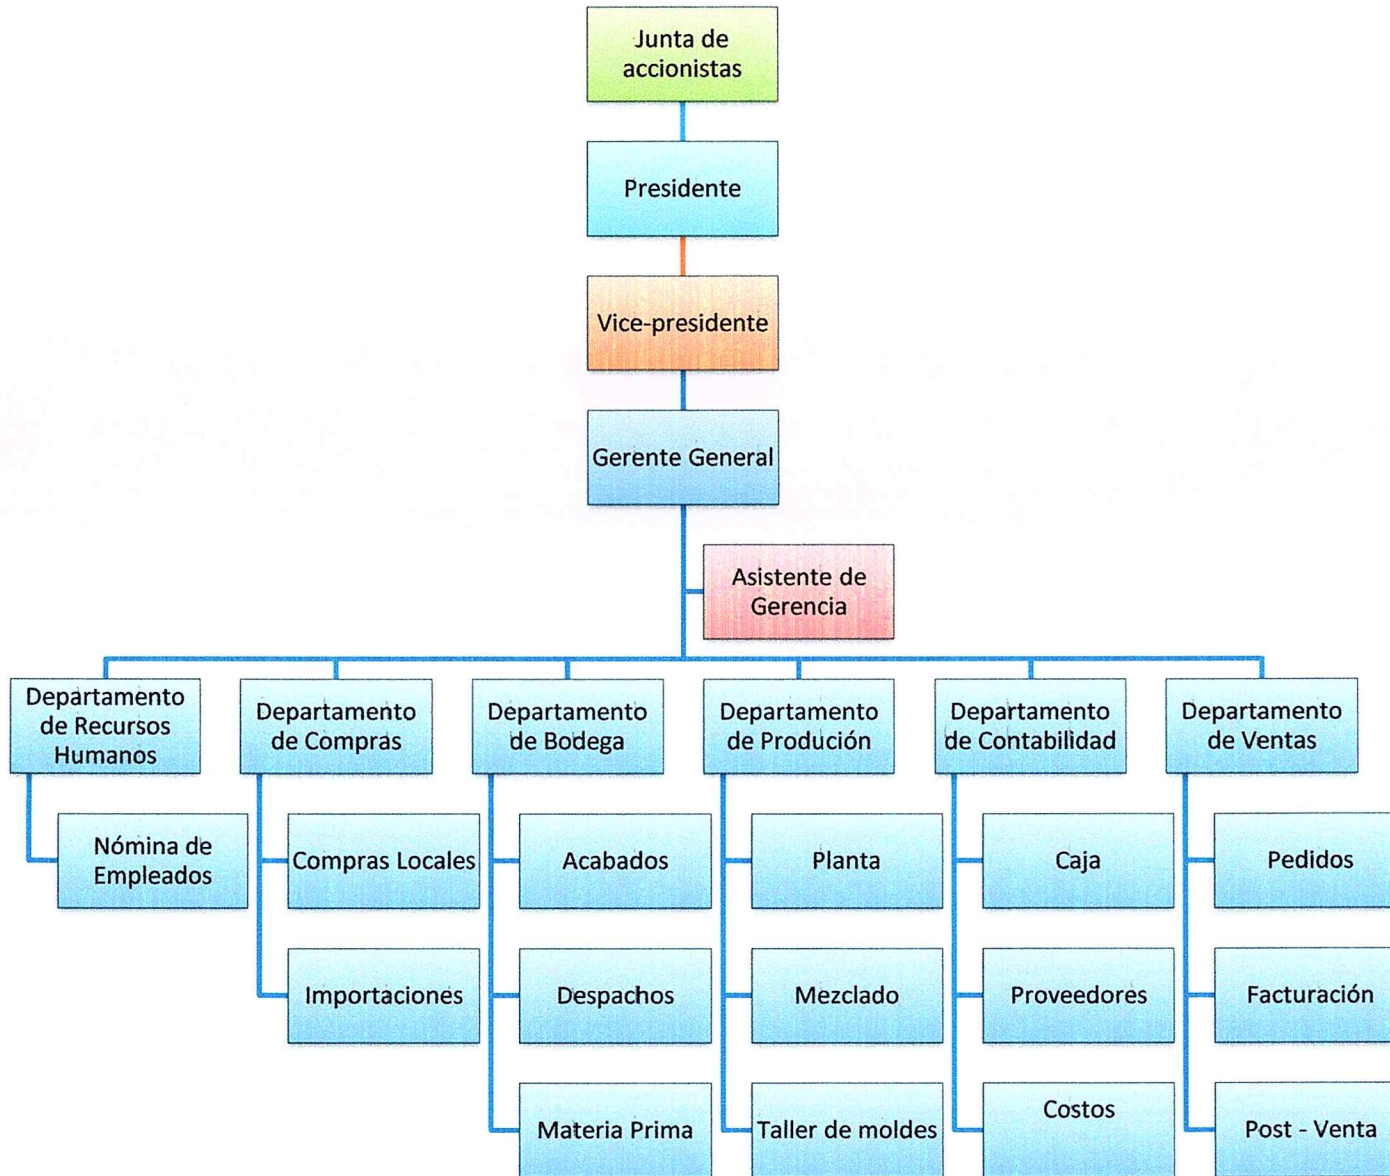 Junta de
accionistas
Presidente
Vice-presidente
Gerente General
Asistente de
Gerencia
Departamento
de Recursos
Humanos
Departamento
de Compras
Departamento
de Bodega
Departamento
de Produción
Departamento
de Contabilidad
Departamento
de Ventas
Nómina de
Empleados
Compras Locales
Acabados
Planta
Caja
Pedidos
Importaciones
Despachos
Mezclado
Proveedores
Facturación
Materia Prima
Taller de moldes
Costos
Post - Venta